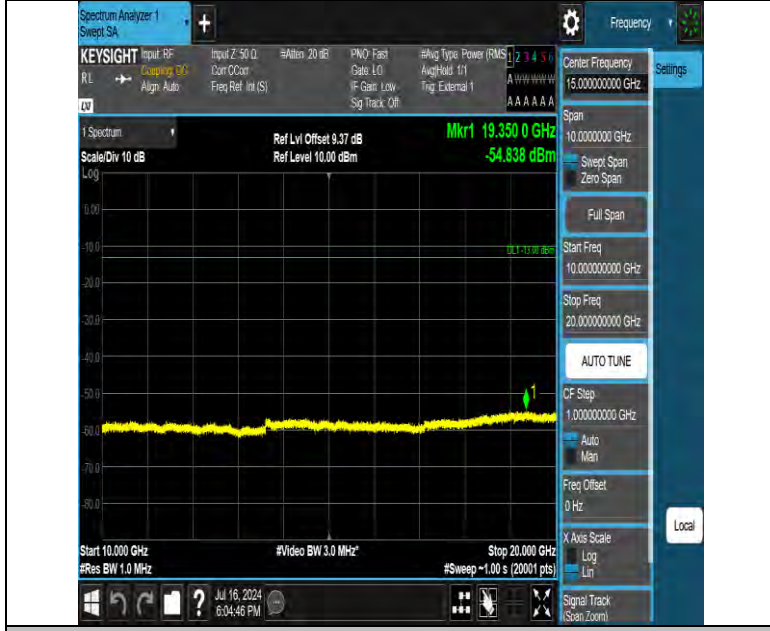 Spectrum Analyzer 1
Swept SA
+
Frequency
KEYSIGHT
RL
Input: RF
Coupling: DC
Align: Auto
Input Z: 50 Ω
Corr CCorr
Freq Ref: Int (S)
#Atten: 20 dB
PNO: Fast
Gate: LO
IF Gain: Low
Sig Track: Off
#Avg Type: Power (RMS
Avg|Hold: 1/1
Trig: External 1
1 2 3 4 5 6
A W W W W W
A A A A A A
1 Spectrum
Scale/Div 10 dB
Ref Lvl Offset 9.37 dB
Ref Level 10.00 dBm
Mkr1 19.350 0 GHz
-54.838 dBm
Log
0.00
-10.0
DL1 -13.00 dBm
-20.0
-30.0
-40.0
-50.0
1
-60.0
-70.0
-80.0
Start 10.000 GHz
#Res BW 1.0 MHz
#Video BW 3.0 MHz*
Stop 20.000 GHz
#Sweep ~1.00 s (20001 pts)
Jul 16, 2024
6:04:46 PM
Center Frequency
15.000000000 GHz
Settings
Span
10.0000000 GHz
Swept Span
Zero Span
Full Span
Start Freq
10.000000000 GHz
Stop Freq
20.000000000 GHz
AUTO TUNE
CF Step
1.000000000 GHz
Auto
Man
Freq Offset
0 Hz
X Axis Scale
Log
Lin
Local
Signal Track
(Span Zoom)